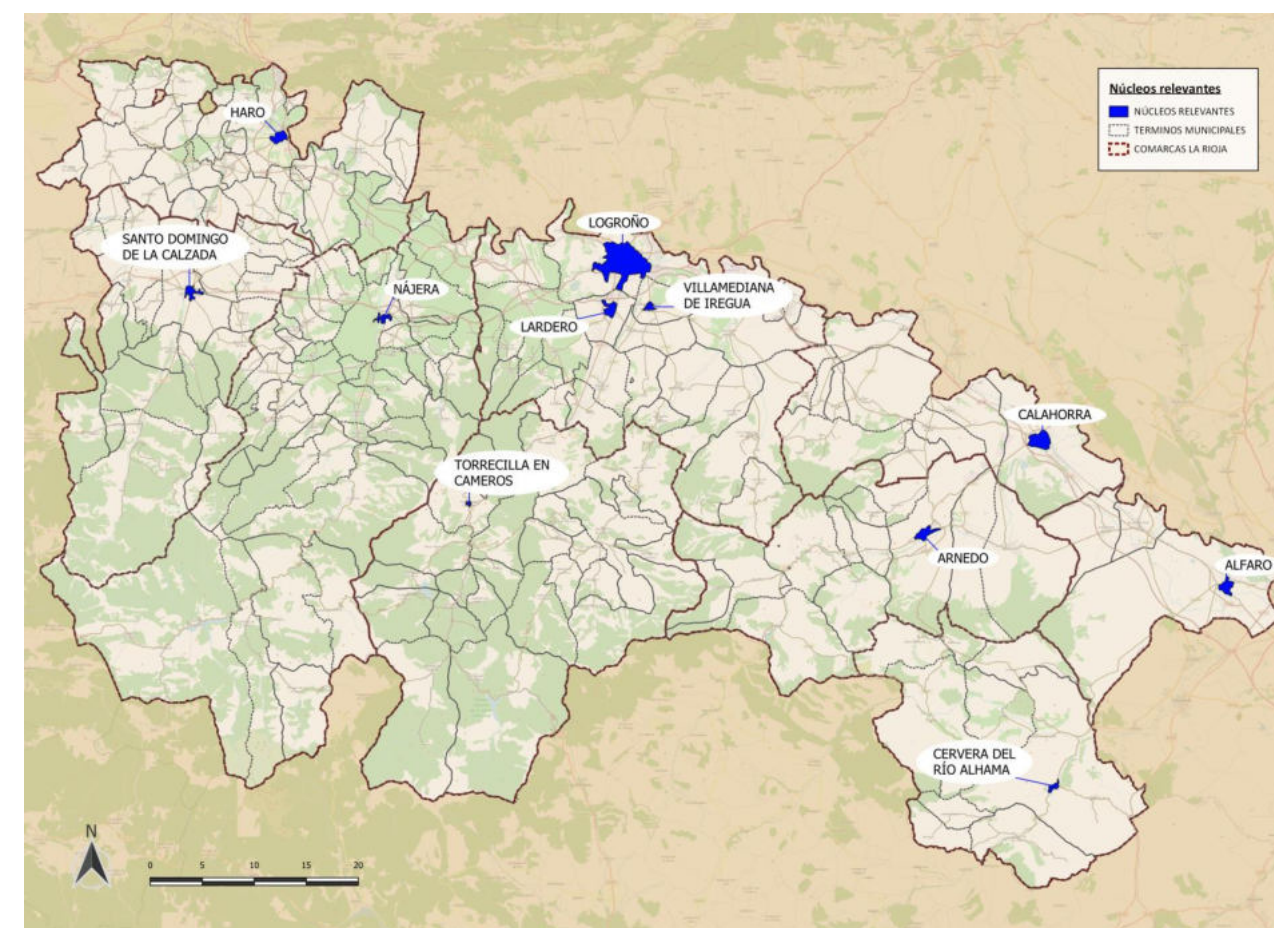 Núcleos relevantes
NÚCLEOS RELEVANTES
TERMINOS MUNICIPALES
COMARCAS LA RIOJA
HARO
SANTO DOMINGO
DE LA CALZADA
NÁJERA
LOGROÑO
LARDERO
VILLAMEDIANA
DE IREGUA
CALAHORRA
TORRECILLA EN
CAMEROS
ARNEDO
ALFARO
CERVERA DEL
RÍO ALHAMA
N
0 5 10 15 20